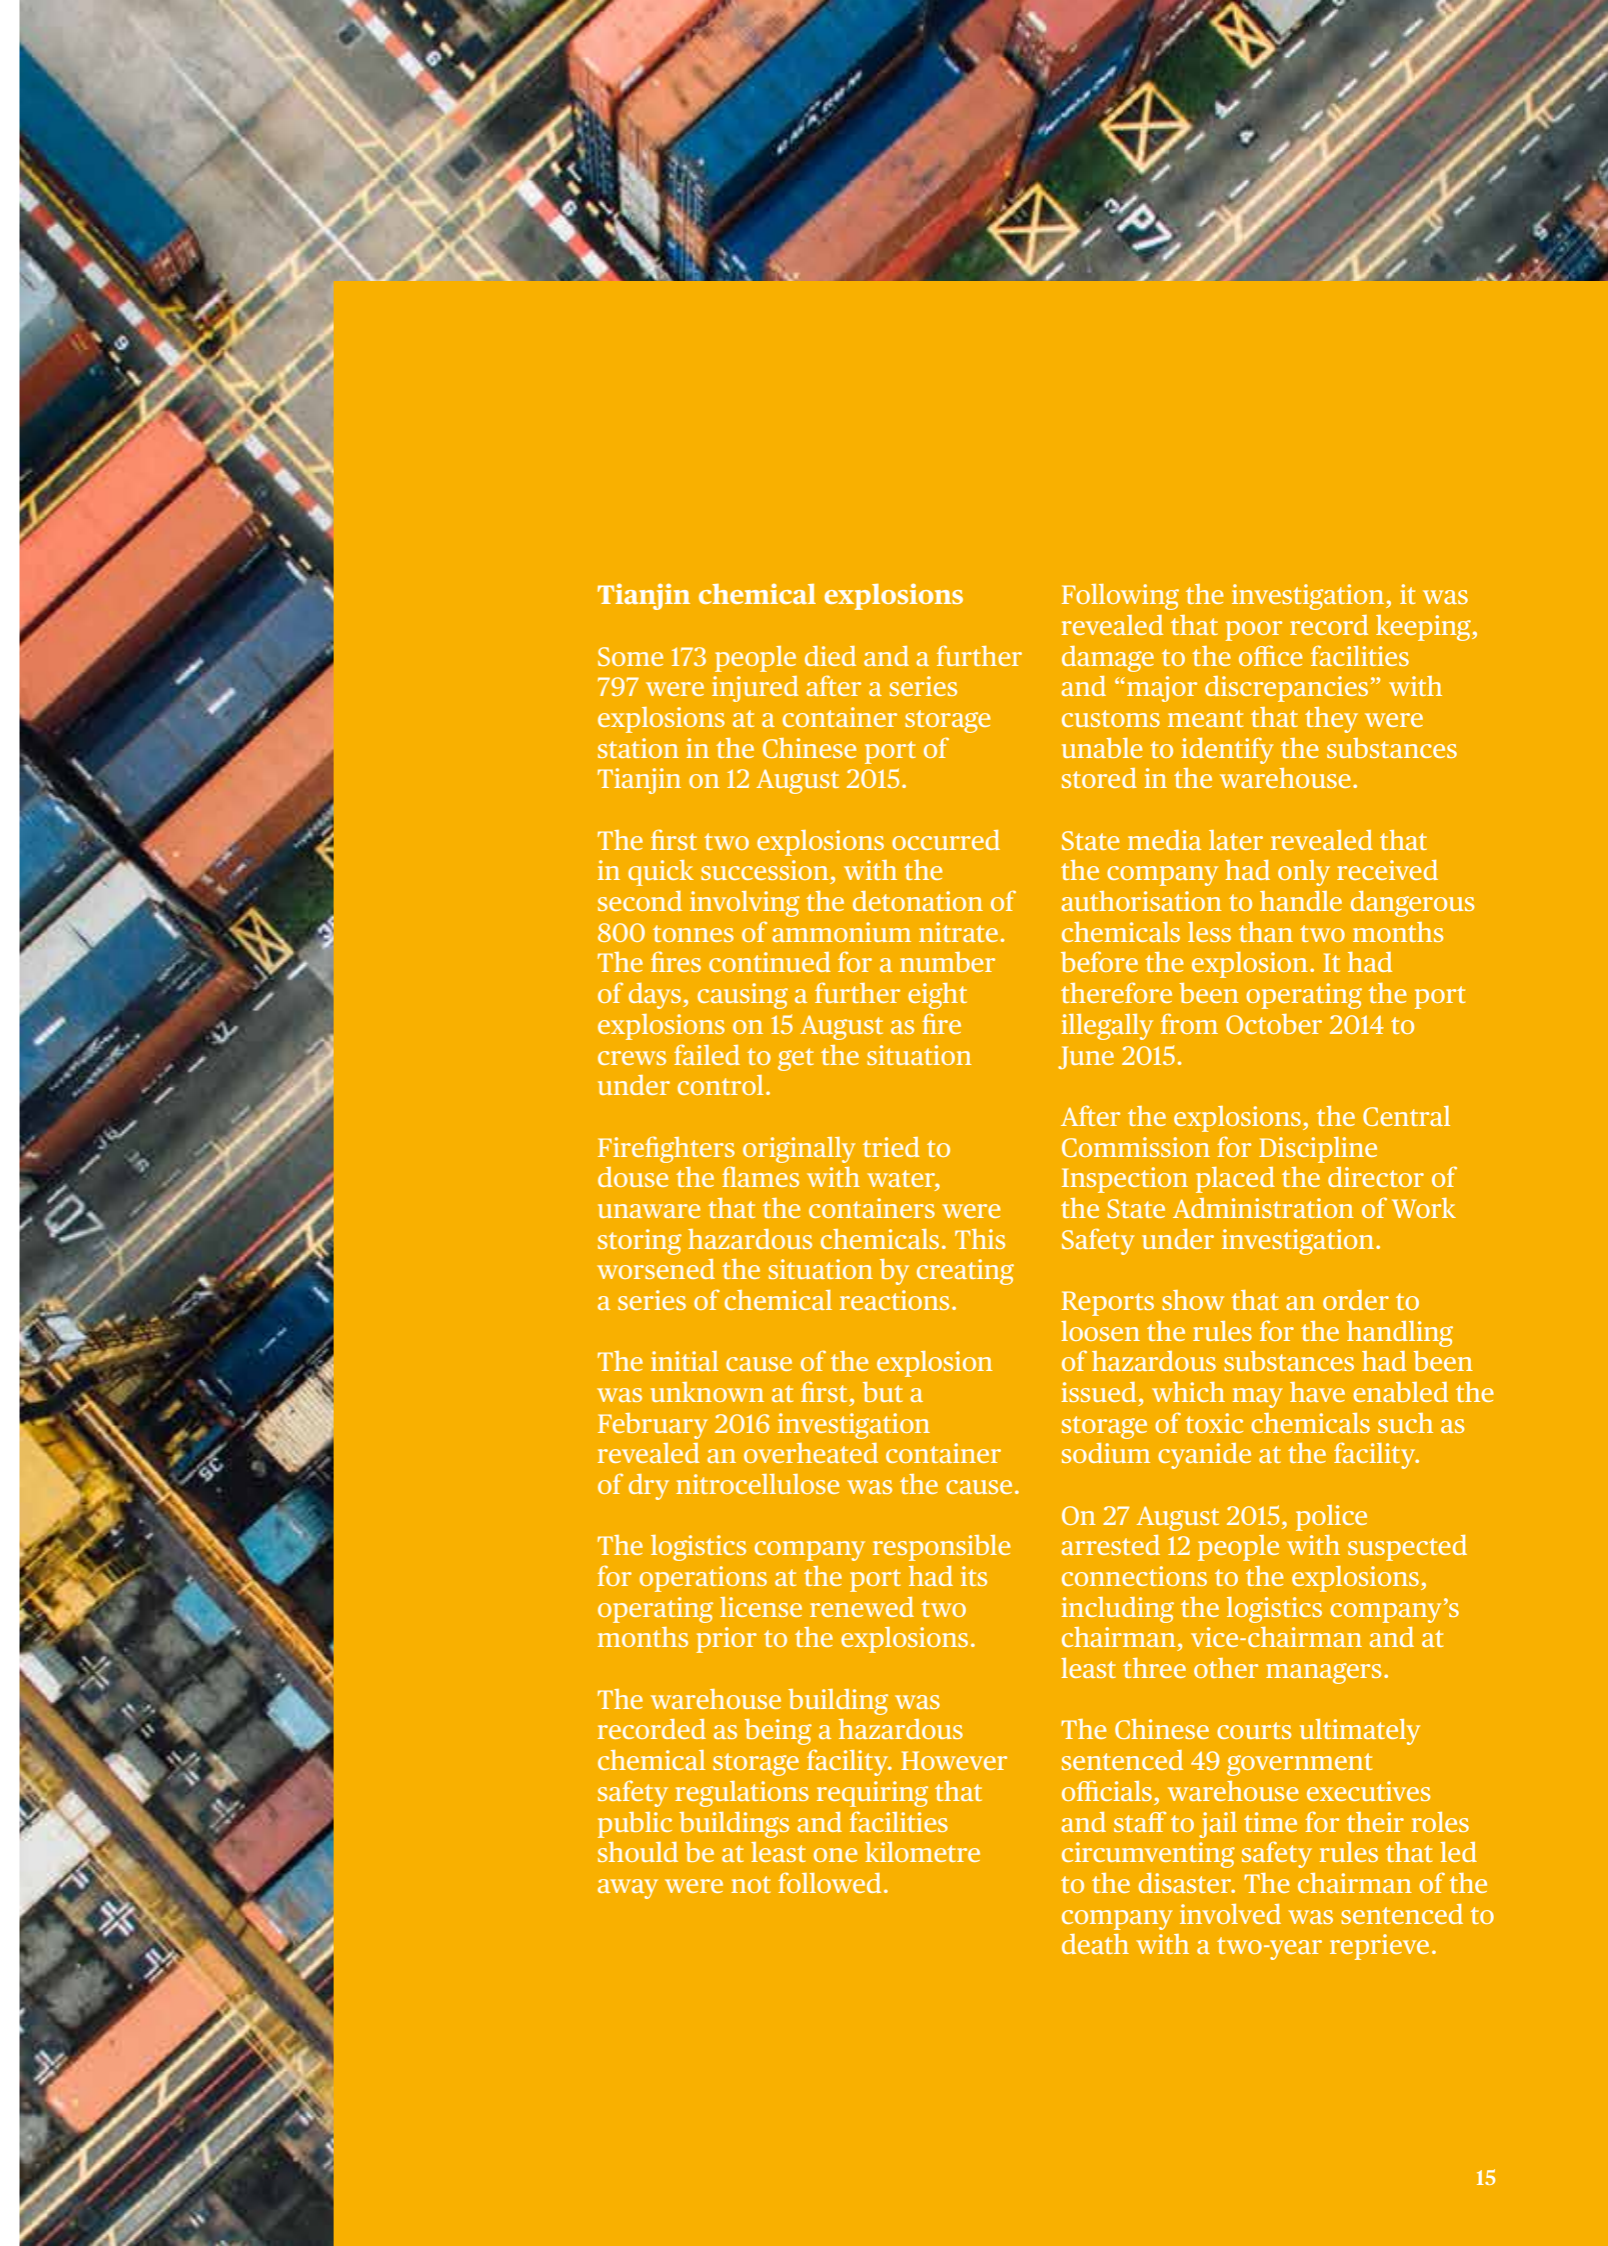 P7
Q7
Tianjin chemical explosions
Some 173 people died and a further
797 were injured after a series
explosions at a container storage
station in the Chinese port of
Tianjin on 12 August 2015.
The first two explosions occurred
in quick succession, with the
second involving the detonation of
800 tonnes of ammonium nitrate.
The fires continued for a number
of days, causing a further eight
explosions on 15 August as fire
crews failed to get the situation
under control.
Firefighters originally tried to
douse the flames with water,
unaware that the containers were
storing hazardous chemicals. This
worsened the situation by creating
a series of chemical reactions.
The initial cause of the explosion
was unknown at first, but a
February 2016 investigation
revealed an overheated container
of dry nitrocellulose was the cause.
The logistics company responsible
for operations at the port had its
operating license renewed two
months prior to the explosions.
The warehouse building was
recorded as being a hazardous
chemical storage facility. However
safety regulations requiring that
public buildings and facilities
should be at least one kilometre
away were not followed.
Following the investigation, it was
revealed that poor record keeping,
damage to the office facilities
and “major discrepancies” with
customs meant that they were
unable to identify the substances
stored in the warehouse.
State media later revealed that
the company had only received
authorisation to handle dangerous
chemicals less than two months
before the explosion. It had
therefore been operating the port
illegally from October 2014 to
June 2015.
After the explosions, the Central
Commission for Discipline
Inspection placed the director of
the State Administration of Work
Safety under investigation.
Reports show that an order to
loosen the rules for the handling
of hazardous substances had been
issued, which may have enabled the
storage of toxic chemicals such as
sodium cyanide at the facility.
On 27 August 2015, police
arrested 12 people with suspected
connections to the explosions,
including the logistics company’s
chairman, vice-chairman and at
least three other managers.
The Chinese courts ultimately
sentenced 49 government
officials, warehouse executives
and staff to jail time for their roles
circumventing safety rules that led
to the disaster. The chairman of the
company involved was sentenced to
death with a two-year reprieve.
15